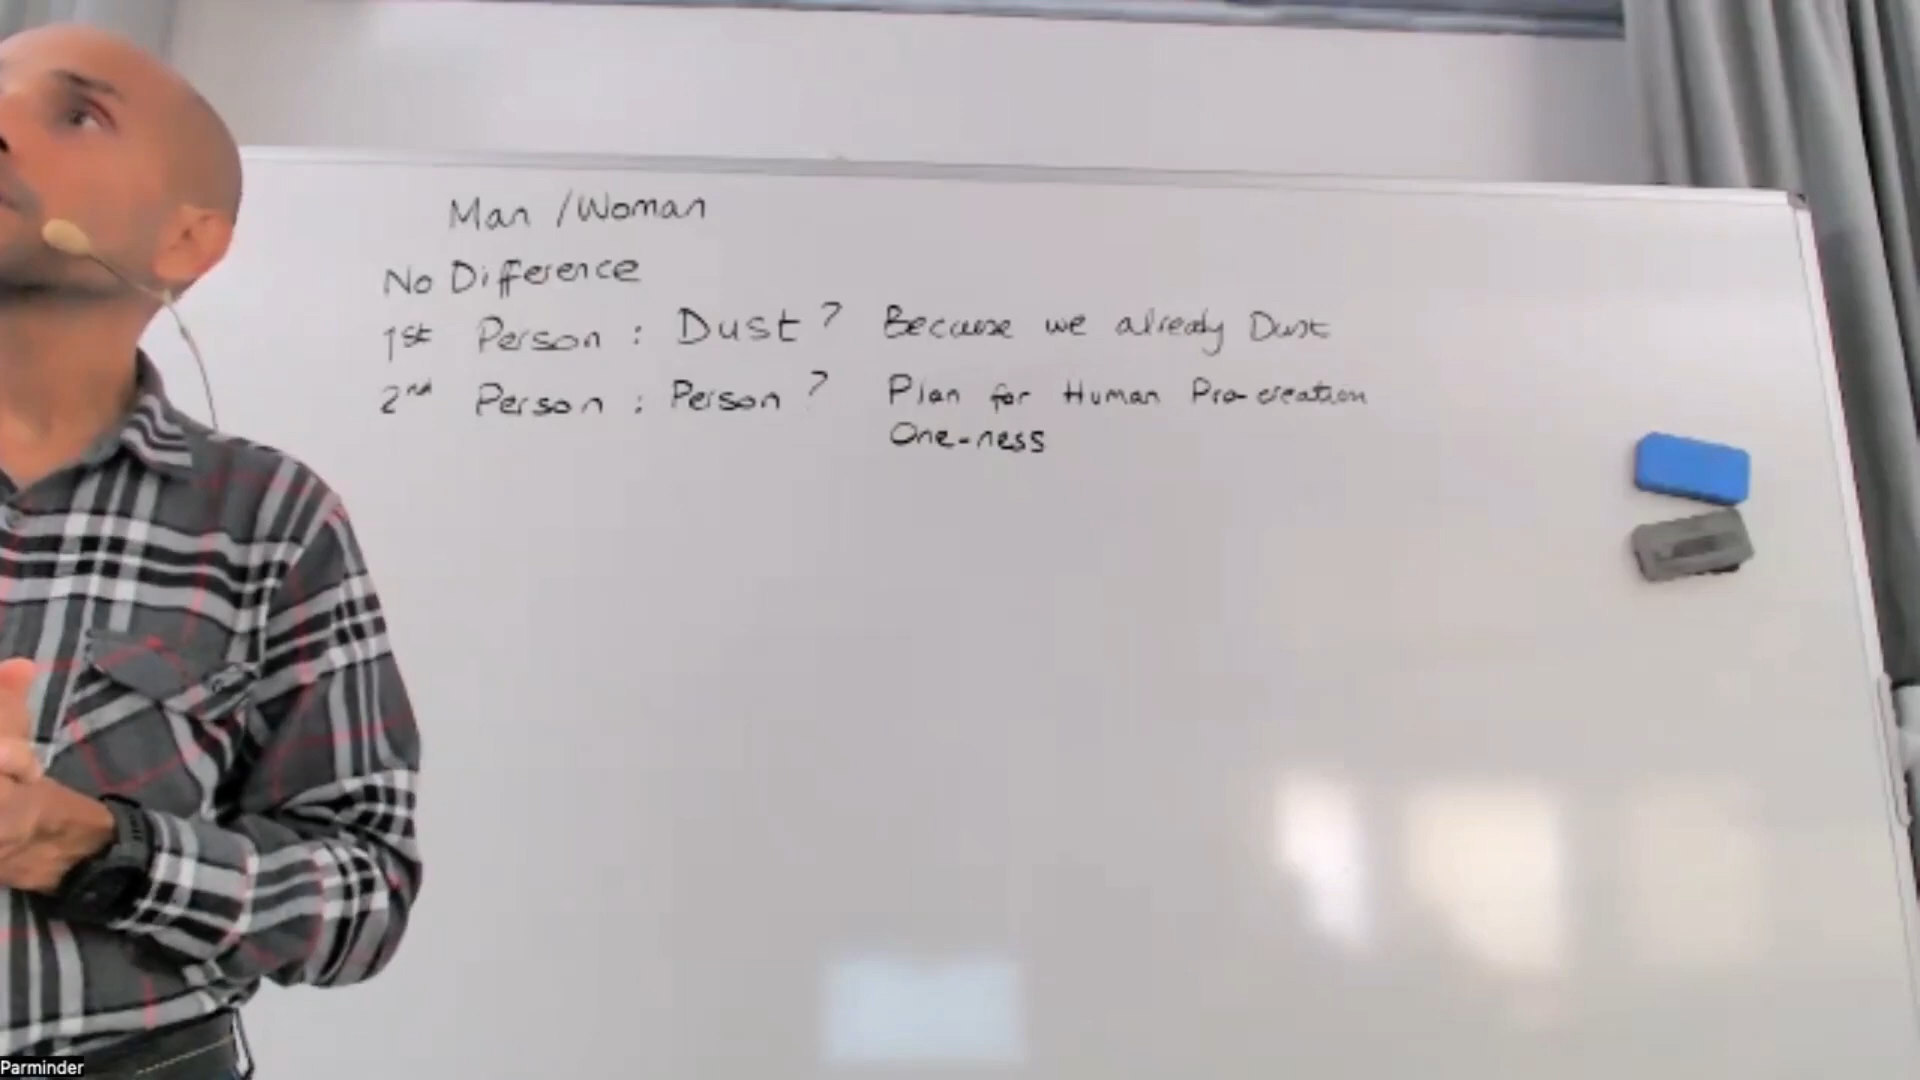 Man / Woman
No Difference
1st Person : Dust? Because we already Dust
2nd Person : Person? Plan for Human Pro-creation
One-ness
Parminder